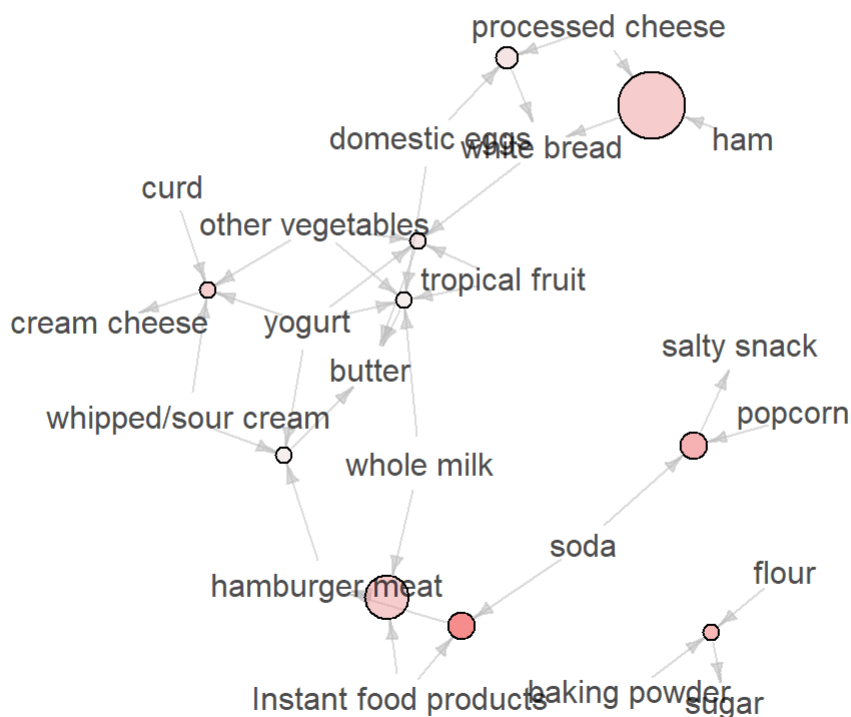 processed cheese
domestic eggs
white bread
ham
curd
other vegetables
tropical fruit
cream cheese
yogurt
butter
salty snack
whipped/sour cream
popcorn
whole milk
soda
flour
hamburger meat
Instant food products
baking powder
sugar